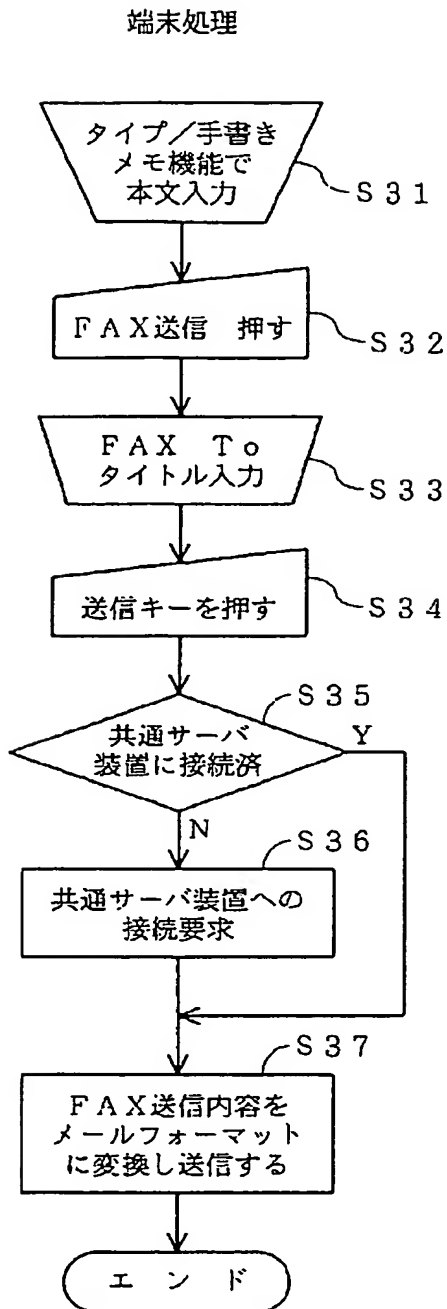 端末処理
タイプ/手書き
メモ機能で
本文入力
S31
FAX送信 押す
S32
FAX To
タイトル入力
S33
送信キーを押す
S34
S35
共通サーバ
装置に接続済
Y
N
S36
共通サーバ装置への
接続要求
S37
FAX送信内容を
メールフォーマット
に変換し送信する
エンド